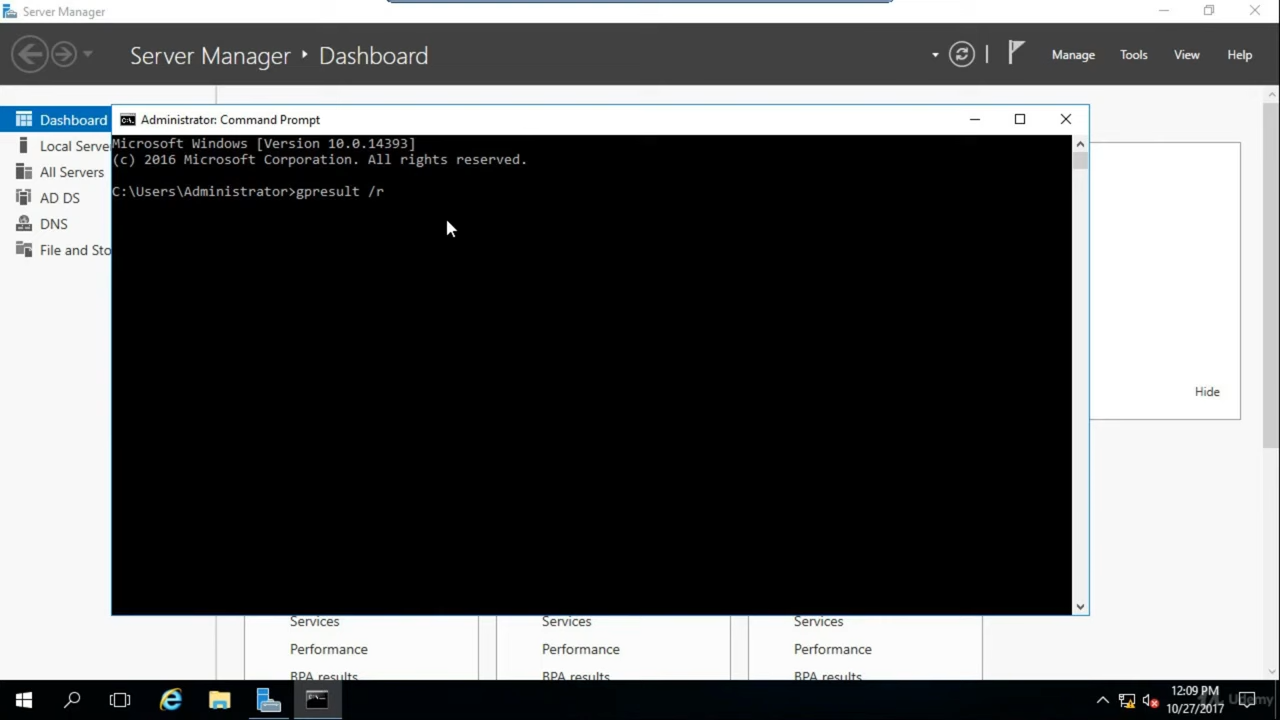 Server Manager
Server Manager ‣ Dashboard
Manage Tools View Help
Dashboard
Local Serve
All Servers
AD DS
DNS
File and Sto
Administrator: Command Prompt
Microsoft Windows [Version 10.0.14393]
(c) 2016 Microsoft Corporation. All rights reserved.
C:\Users\Administrator>gpresult /r
Hide
Services Services Services
Performance Performance Performance
BPA results BPA results BPA results
12:09 PM
10/27/2017
Udemy